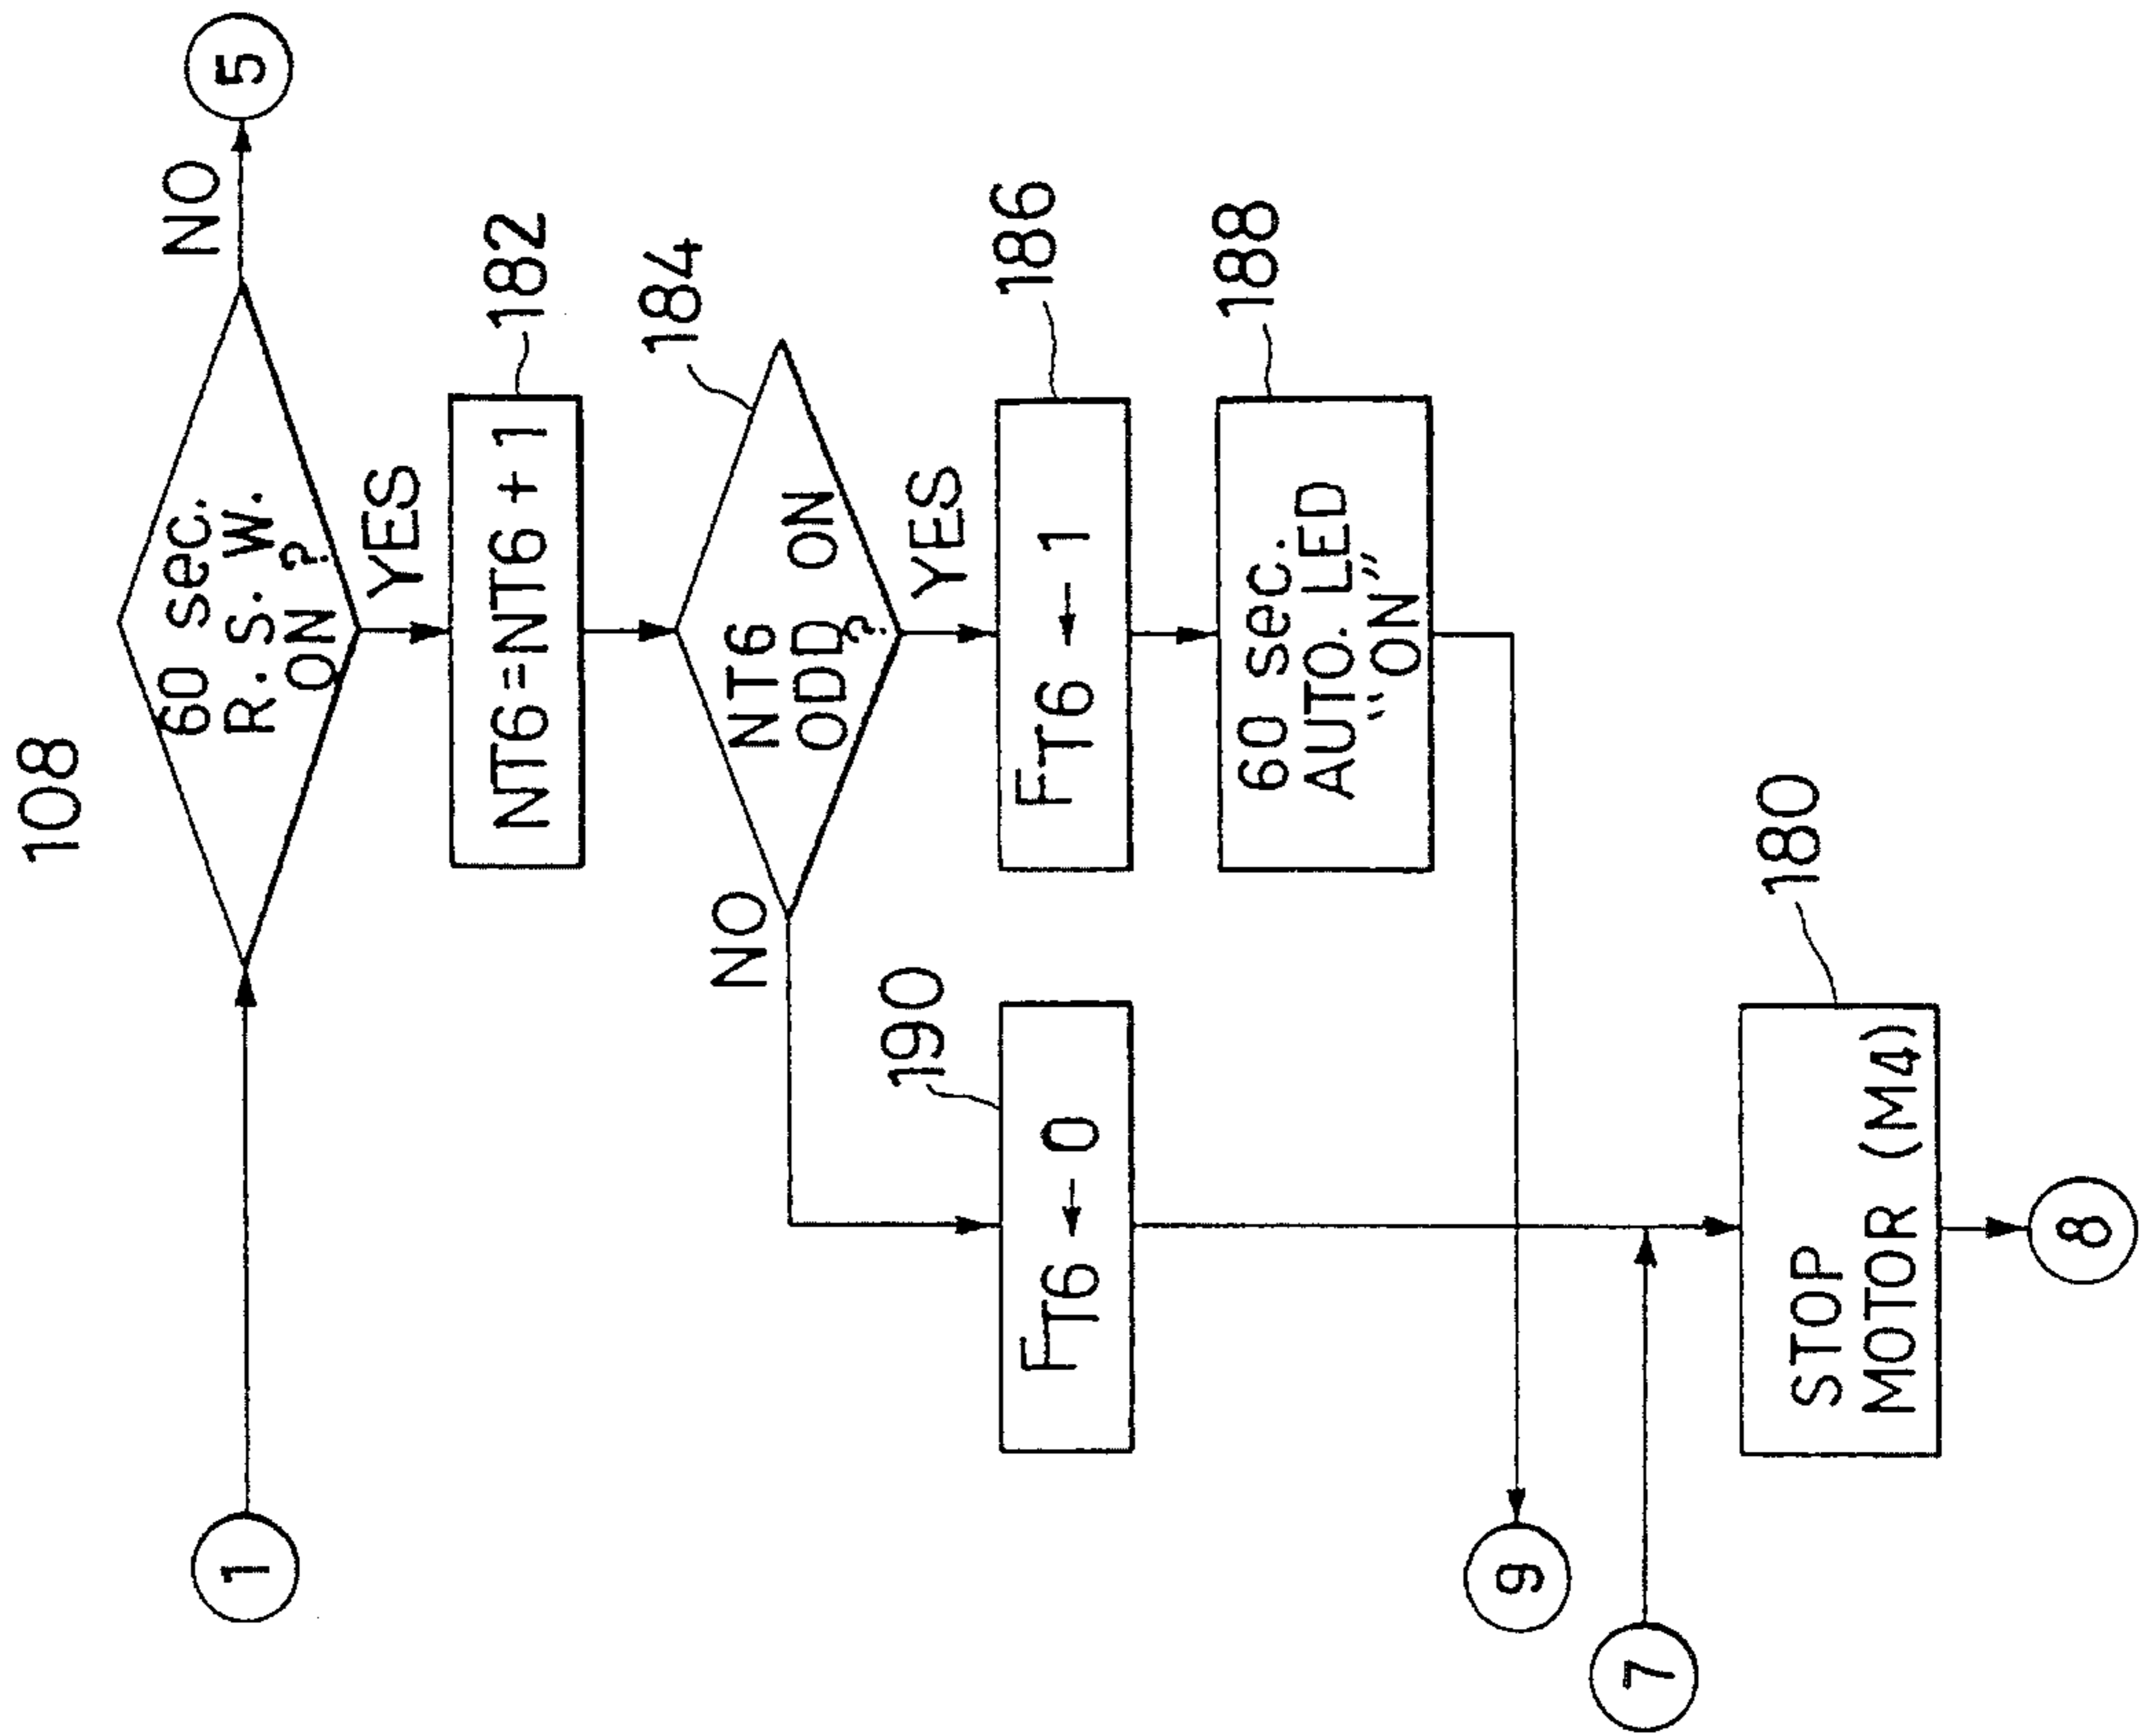 108
1
60 sec.
R. S. W.
ON ?
NO
5
YES
NT6=NT6 + 1
182
184
NT6 ON
ODD ?
NO
YES
190
FT6 ← 0
FT6 ← 1
186
60 sec.
AUTO. LED
“ON”
188
9
7
180
STOP
MOTOR (M4)
8